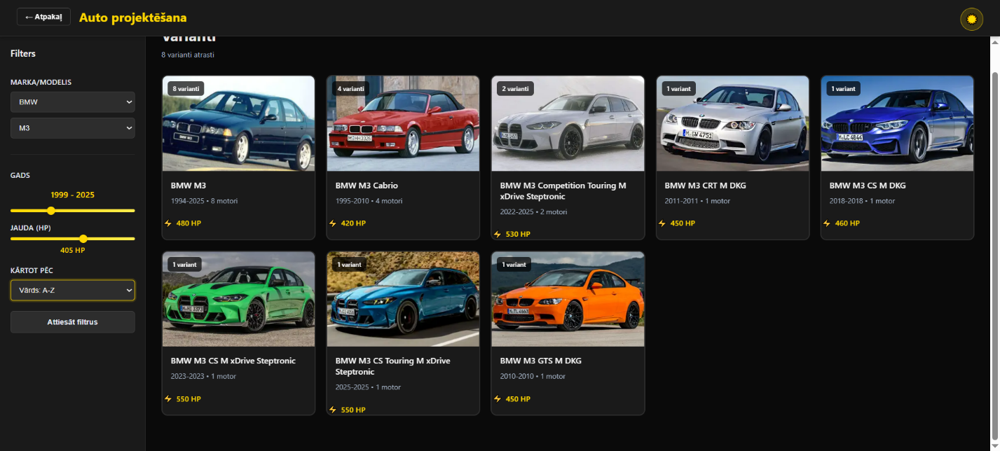 ← Atpakaļ
Auto projektēšana
Filters
MARKA/MODELIS
BMW
M3
GADS
1999 - 2025
JAUDA (HP)
405 HP
KĀRTOT PĒC
Vārds: A-Z
Attiesāt filtrus
Varianti
8 varianti atrasti
8 varianti
BMW M3
1994-2025 • 8 motori
480 HP
4 varianti
BMW M3 Cabrio
1995-2010 • 4 motori
420 HP
2 varianti
BMW M3 Competition Touring M
xDrive Steptronic
2022-2025 • 2 motori
530 HP
1 variant
M·GW 4751
BMW M3 CRT M DKG
2011-2011 • 1 motor
450 HP
1 variant
BMW M3 CS M DKG
2018-2018 • 1 motor
460 HP
1 variant
BMW M3 CS M xDrive Steptronic
2023-2023 • 1 motor
550 HP
1 variant
BMW M3 CS Touring M xDrive
Steptronic
2025-2025 • 1 motor
550 HP
1 variant
BMW M3 GTS M DKG
2010-2010 • 1 motor
450 HP